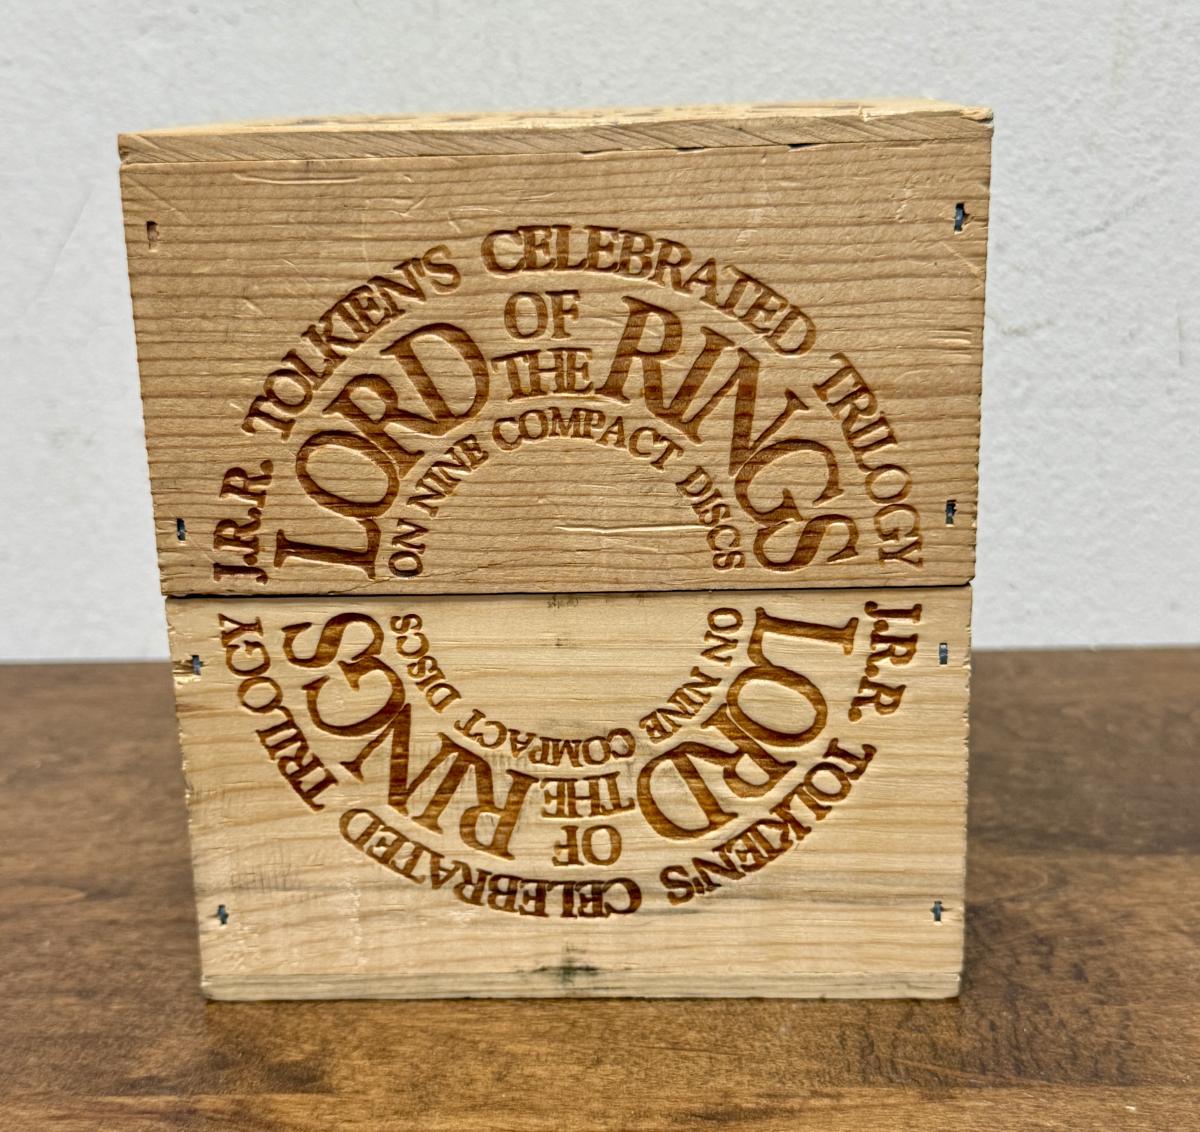 J.R.R. TOLKIEN'S CELEBRATED TRILOGY
LORD OF THE RINGS
ON NINE COMPACT DISCS
J.R.R. TOLKIEN'S CELEBRATED TRILOGY
LORD OF THE RINGS
ON NINE COMPACT DISCS